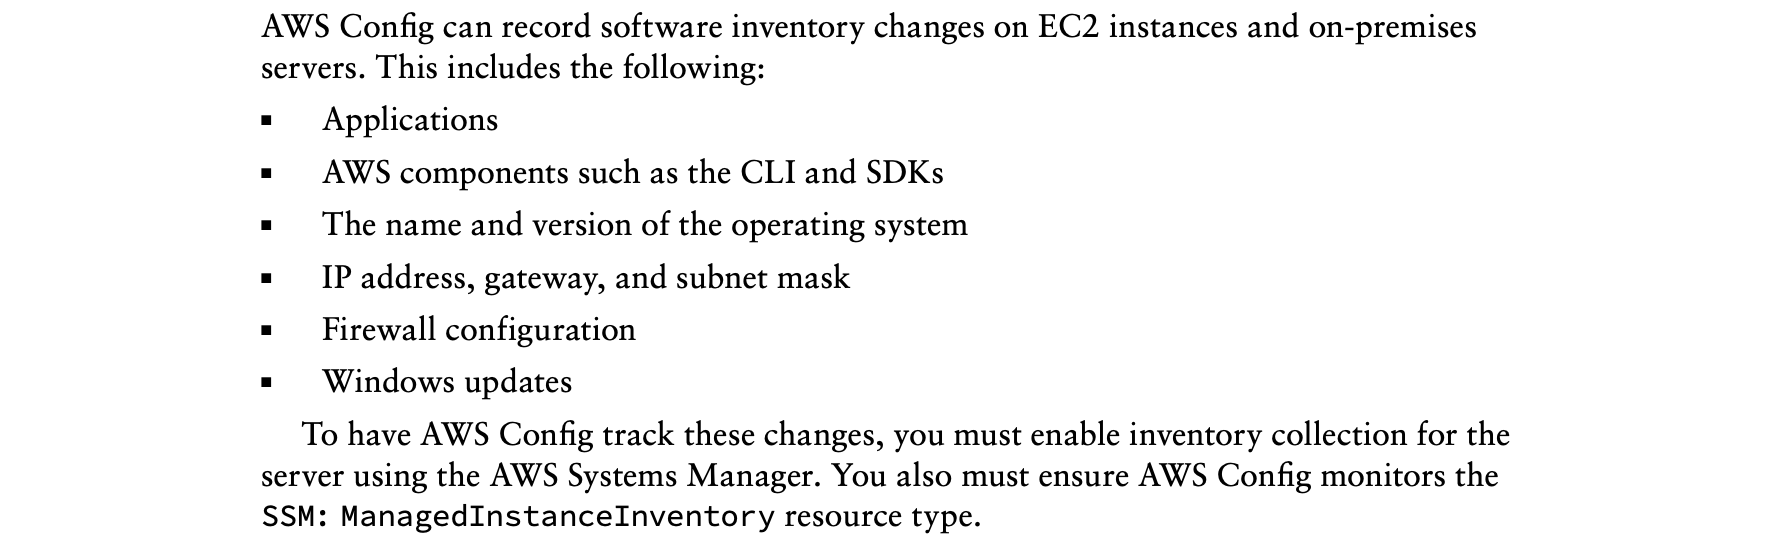 AWS Config can record software inventory changes on EC2 instances and on-premises
servers. This includes the following:
▪ Applications
▪ AWS components such as the CLI and SDKs
▪ The name and version of the operating system
▪ IP address, gateway, and subnet mask
▪ Firewall configuration
▪ Windows updates
To have AWS Config track these changes, you must enable inventory collection for the
server using the AWS Systems Manager. You also must ensure AWS Config monitors the
SSM: ManagedInstanceInventory resource type.